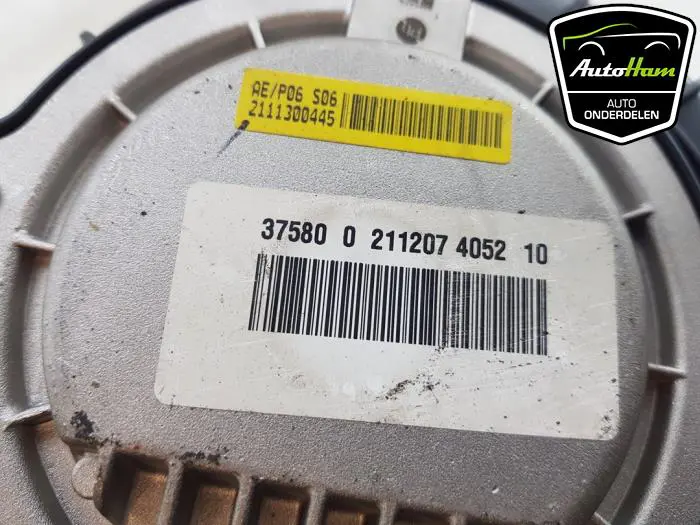 AutoHam
AUTO
ONDERDELEN
AE/P06 S06
2111300445
37580 0 211207 4052 10